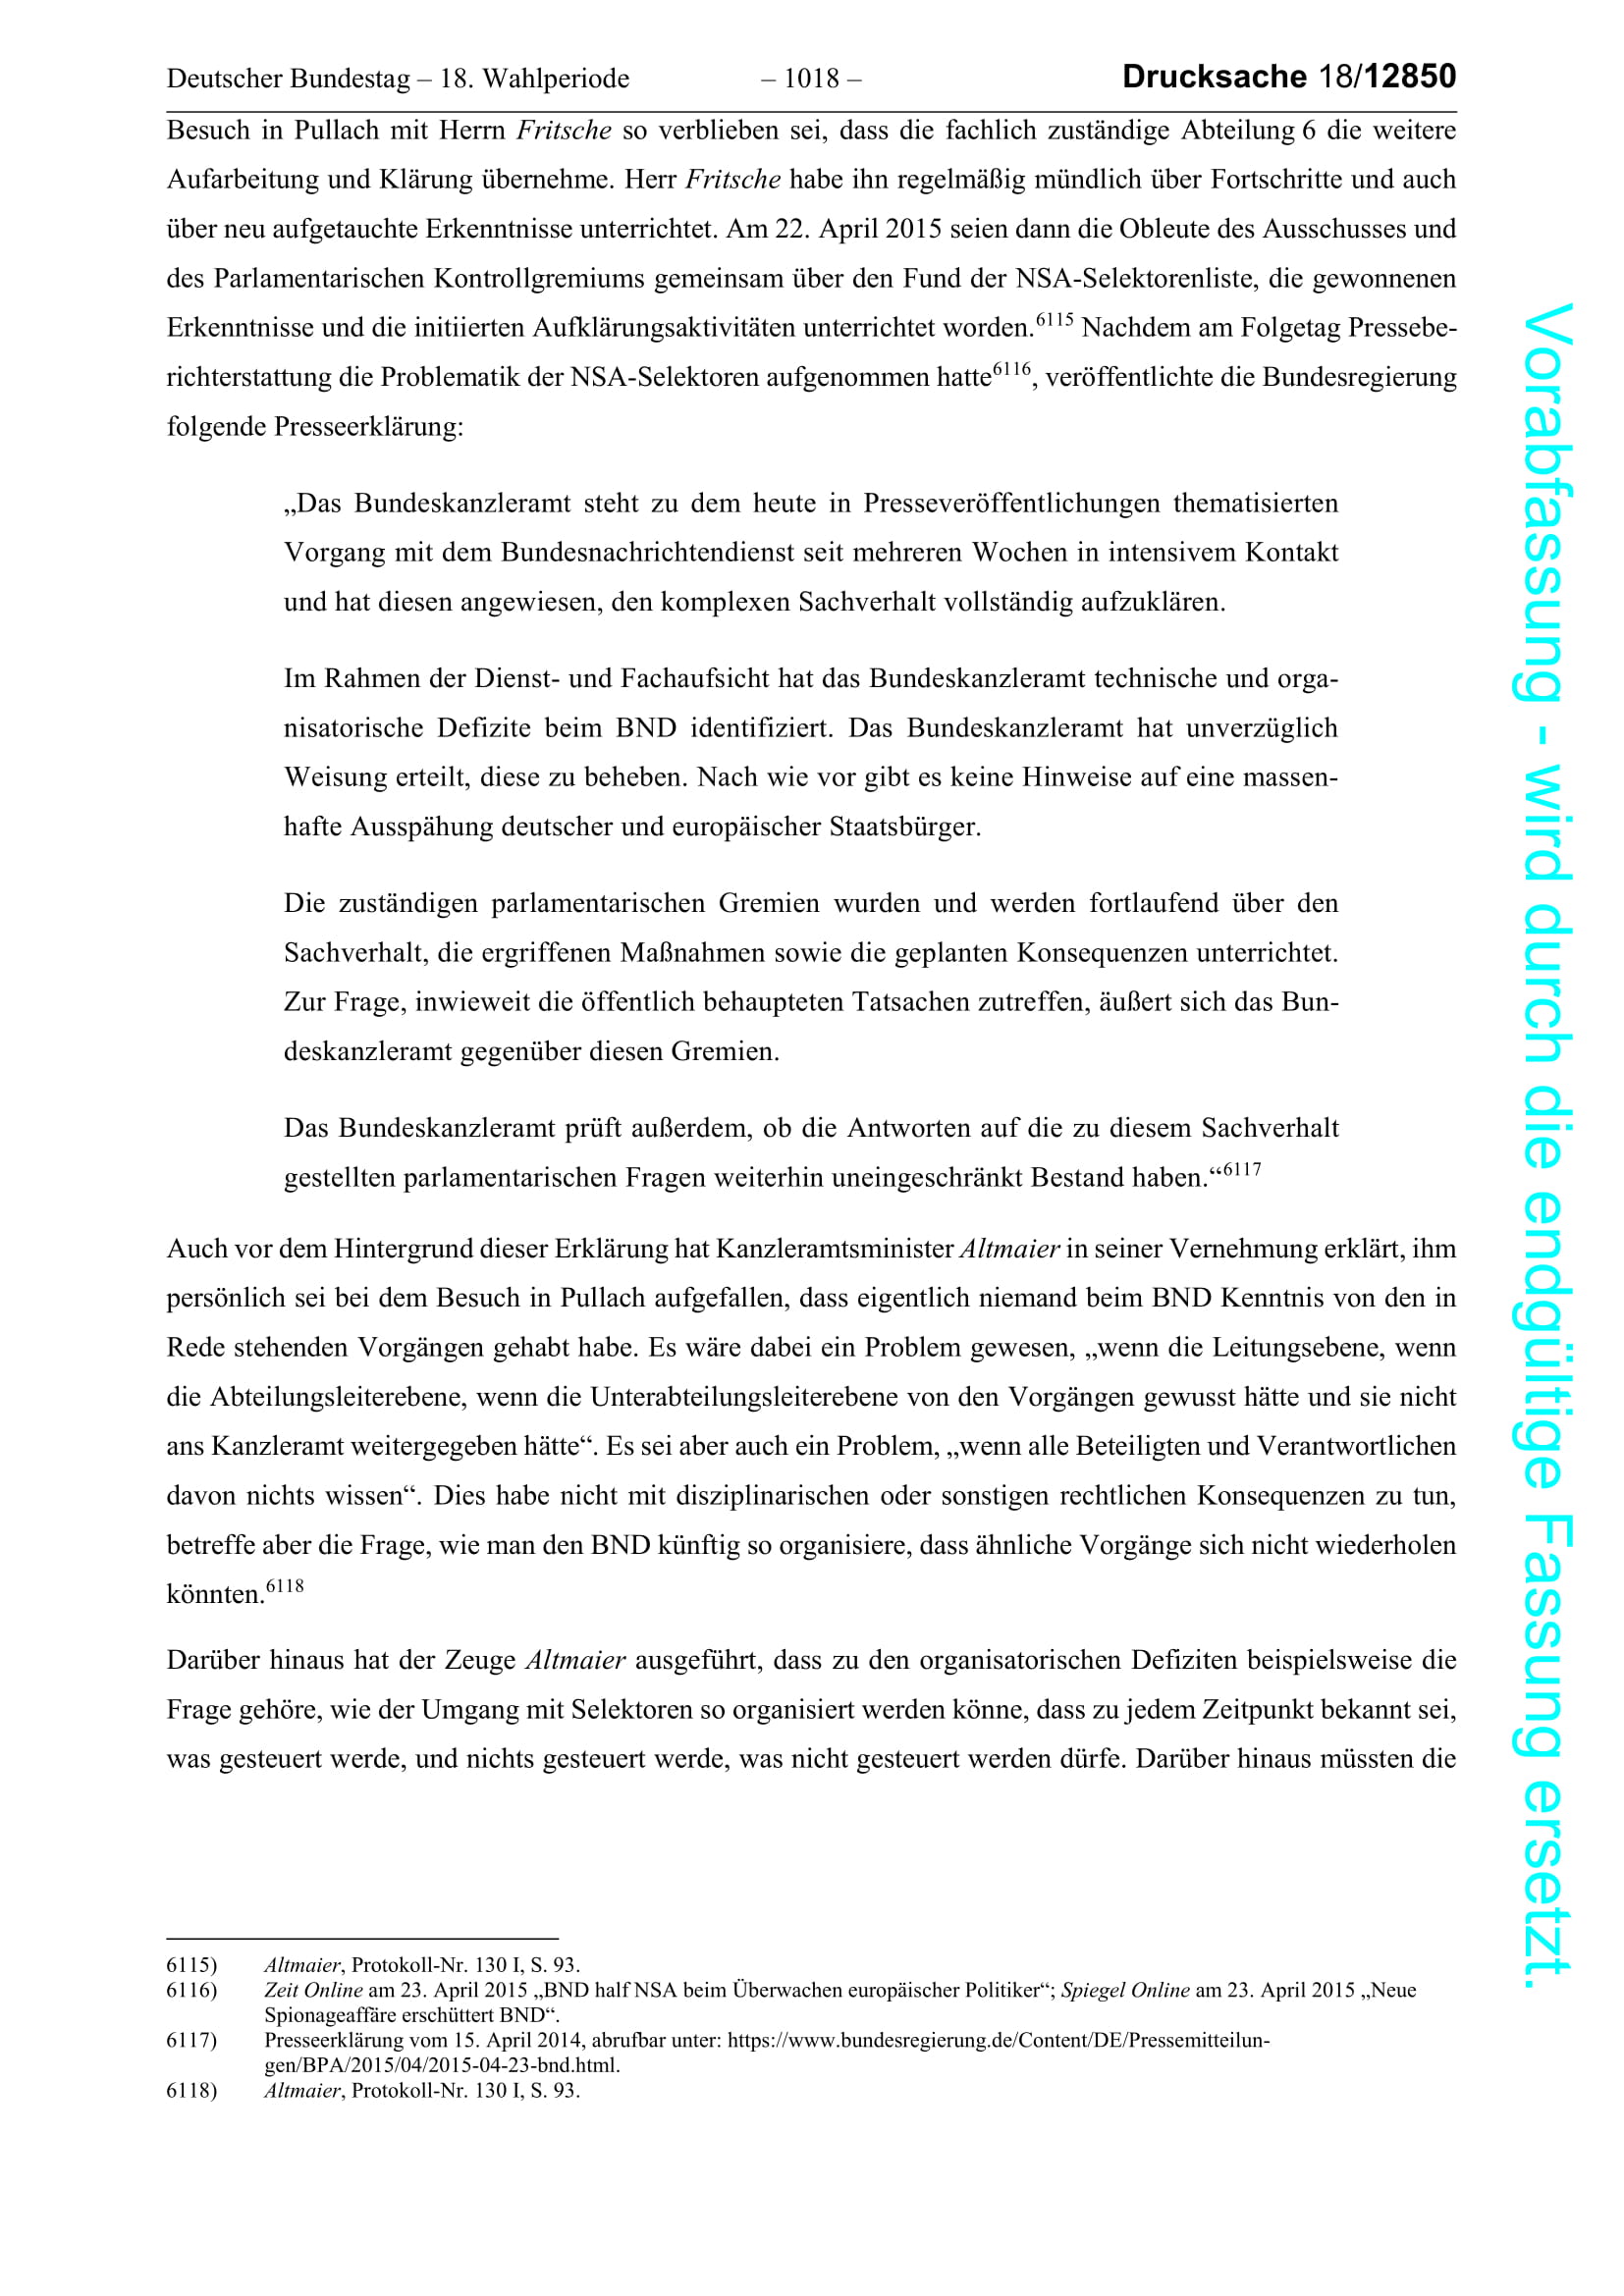 Deutscher Bundestag – 18. Wahlperiode – 1018 – Drucksache 18/12850
Besuch in Pullach mit Herrn Fritsche so verblieben sei, dass die fachlich zuständige Abteilung 6 die weitere
Aufarbeitung und Klärung übernehme. Herr Fritsche habe ihn regelmäßig mündlich über Fortschritte und auch
über neu aufgetauchte Erkenntnisse unterrichtet. Am 22. April 2015 seien dann die Obleute des Ausschusses und
des Parlamentarischen Kontrollgremiums gemeinsam über den Fund der NSA-Selektorenliste, die gewonnenen
Erkenntnisse und die initiierten Aufklärungsaktivitäten unterrichtet worden.6115 Nachdem am Folgetag Pressebe-
richterstattung die Problematik der NSA-Selektoren aufgenommen hatte6116, veröffentlichte die Bundesregierung
folgende Presseerklärung:
„Das Bundeskanzleramt steht zu dem heute in Presseveröffentlichungen thematisierten
Vorgang mit dem Bundesnachrichtendienst seit mehreren Wochen in intensivem Kontakt
und hat diesen angewiesen, den komplexen Sachverhalt vollständig aufzuklären.
Im Rahmen der Dienst- und Fachaufsicht hat das Bundeskanzleramt technische und orga-
nisatorische Defizite beim BND identifiziert. Das Bundeskanzleramt hat unverzüglich
Weisung erteilt, diese zu beheben. Nach wie vor gibt es keine Hinweise auf eine massen-
hafte Ausspähung deutscher und europäischer Staatsbürger.
Die zuständigen parlamentarischen Gremien wurden und werden fortlaufend über den
Sachverhalt, die ergriffenen Maßnahmen sowie die geplanten Konsequenzen unterrichtet.
Zur Frage, inwieweit die öffentlich behaupteten Tatsachen zutreffen, äußert sich das Bun-
deskanzleramt gegenüber diesen Gremien.
Das Bundeskanzleramt prüft außerdem, ob die Antworten auf die zu diesem Sachverhalt
gestellten parlamentarischen Fragen weiterhin uneingeschränkt Bestand haben.“6117
Auch vor dem Hintergrund dieser Erklärung hat Kanzleramtsminister Altmaier in seiner Vernehmung erklärt, ihm
persönlich sei bei dem Besuch in Pullach aufgefallen, dass eigentlich niemand beim BND Kenntnis von den in
Rede stehenden Vorgängen gehabt habe. Es wäre dabei ein Problem gewesen, „wenn die Leitungsebene, wenn
die Abteilungsleiterebene, wenn die Unterabteilungsleiterebene von den Vorgängen gewusst hätte und sie nicht
ans Kanzleramt weitergegeben hätte“. Es sei aber auch ein Problem, „wenn alle Beteiligten und Verantwortlichen
davon nichts wissen“. Dies habe nicht mit disziplinarischen oder sonstigen rechtlichen Konsequenzen zu tun,
betreffe aber die Frage, wie man den BND künftig so organisiere, dass ähnliche Vorgänge sich nicht wiederholen
könnten.6118
Darüber hinaus hat der Zeuge Altmaier ausgeführt, dass zu den organisatorischen Defiziten beispielsweise die
Frage gehöre, wie der Umgang mit Selektoren so organisiert werden könne, dass zu jedem Zeitpunkt bekannt sei,
was gesteuert werde, und nichts gesteuert werde, was nicht gesteuert werden dürfe. Darüber hinaus müssten die
6115) Altmaier, Protokoll-Nr. 130 I, S. 93.
6116) Zeit Online am 23. April 2015 „BND half NSA beim Überwachen europäischer Politiker“; Spiegel Online am 23. April 2015 „Neue
Spionageaffäre erschüttert BND“.
6117) Presseerklärung vom 15. April 2014, abrufbar unter: https://www.bundesregierung.de/Content/DE/Pressemitteilun-
gen/BPA/2015/04/2015-04-23-bnd.html.
6118) Altmaier, Protokoll-Nr. 130 I, S. 93.
Vorabfassung - wird durch die endgültige Fassung ersetzt.